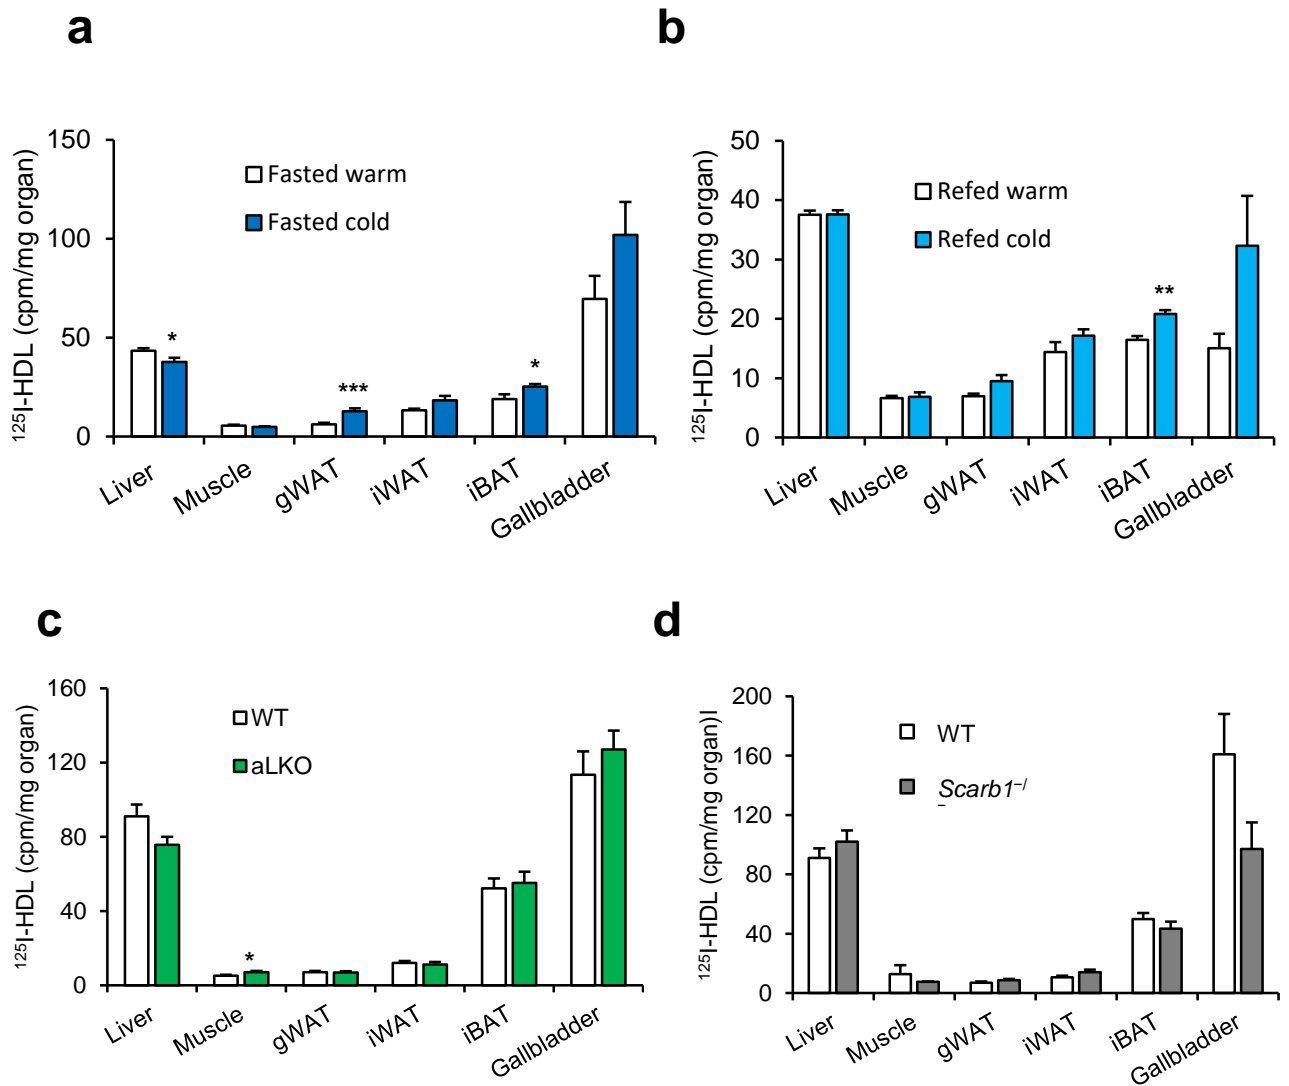 a
150
100
50
0
¹²⁵I-HDL (cpm/mg organ)
Fasted warm
Fasted cold
*
***
*
Liver
Muscle
gWAT
iWAT
iBAT
Gallbladder
b
50
40
30
20
10
0
¹²⁵I-HDL (cpm/mg organ)
Refed warm
Refed cold
**
Liver
Muscle
gWAT
iWAT
iBAT
Gallbladder
c
160
120
80
40
0
¹²⁵I-HDL (cpm/mg organ)
WT
aLKO
*
Liver
Muscle
gWAT
iWAT
iBAT
Gallbladder
d
200
160
120
80
40
0
¹²⁵I-HDL (cpm/mg organ)l
WT
Scarb1⁻/
⁻
Liver
Muscle
gWAT
iWAT
iBAT
Gallbladder